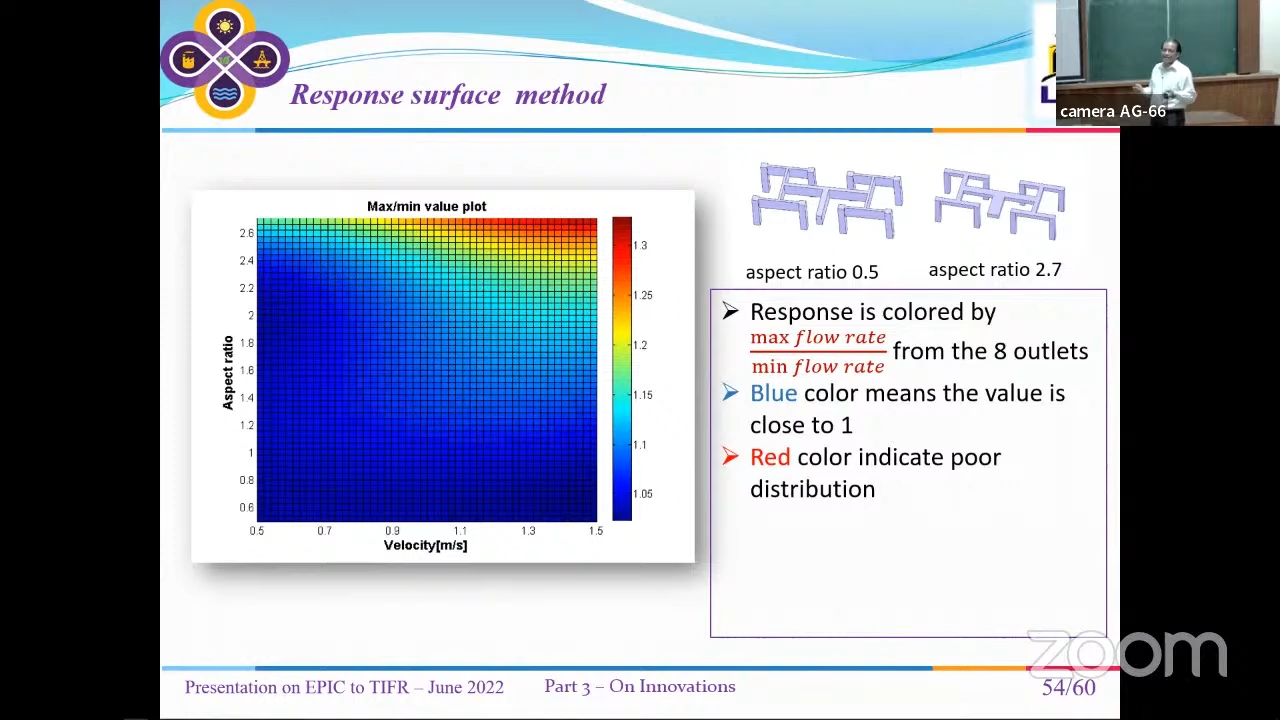 Response surface method
camera AG-66
Max/min value plot
2.6
2.4
2.2
2
1.8
1.6
1.4
1.2
1
0.8
0.6
Aspect ratio
0.5 0.7 0.9 1.1 1.3 1.5
Velocity[m/s]
1.3
1.25
1.2
1.15
1.1
1.05
aspect ratio 0.5
aspect ratio 2.7
Response is colored by
max flow rate
min flow rate
from the 8 outlets
Blue color means the value is
close to 1
Red color indicate poor
distribution
zoom
Presentation on EPIC to TIFR – June 2022
Part 3 – On Innovations
54/60